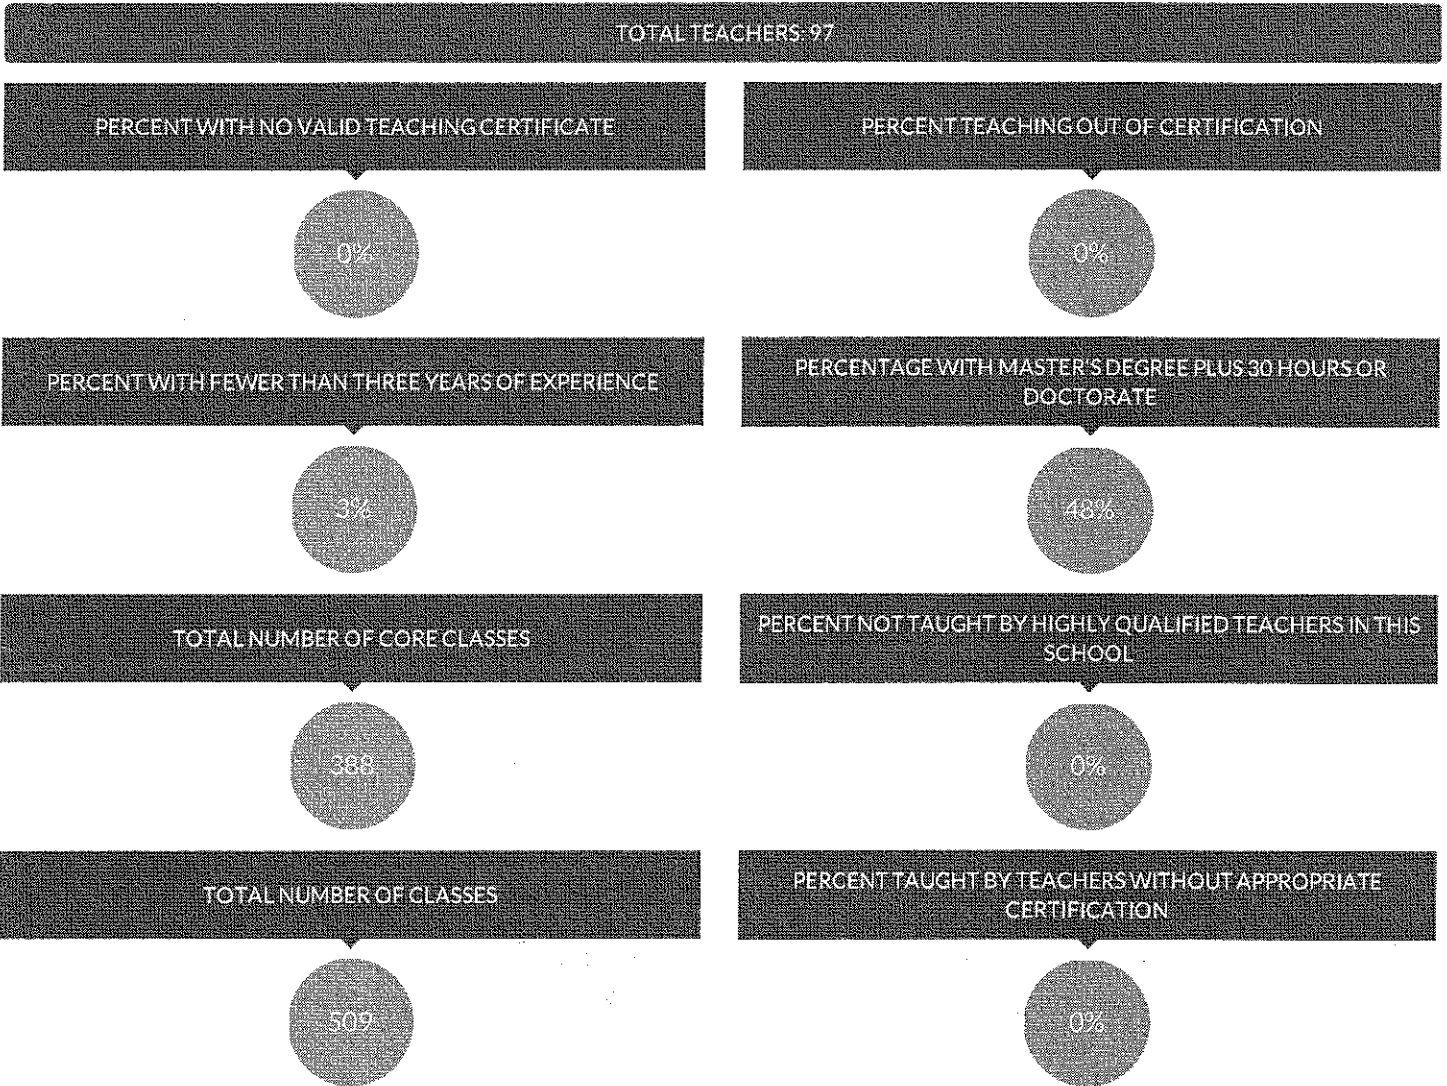 TOTAL TEACHERS: 97
PERCENT WITH NO VALID TEACHING CERTIFICATE
0%
PERCENT TEACHING OUT OF CERTIFICATION
0%
PERCENT WITH FEWER THAN THREE YEARS OF EXPERIENCE
3%
PERCENTAGE WITH MASTER'S DEGREE PLUS 30 HOURS OR
DOCTORATE
48%
TOTAL NUMBER OF CORE CLASSES
388
PERCENT NOT TAUGHT BY HIGHLY QUALIFIED TEACHERS IN THIS
SCHOOL
0%
TOTAL NUMBER OF CLASSES
509
PERCENT TAUGHT BY TEACHERS WITHOUT APPROPRIATE
CERTIFICATION
0%